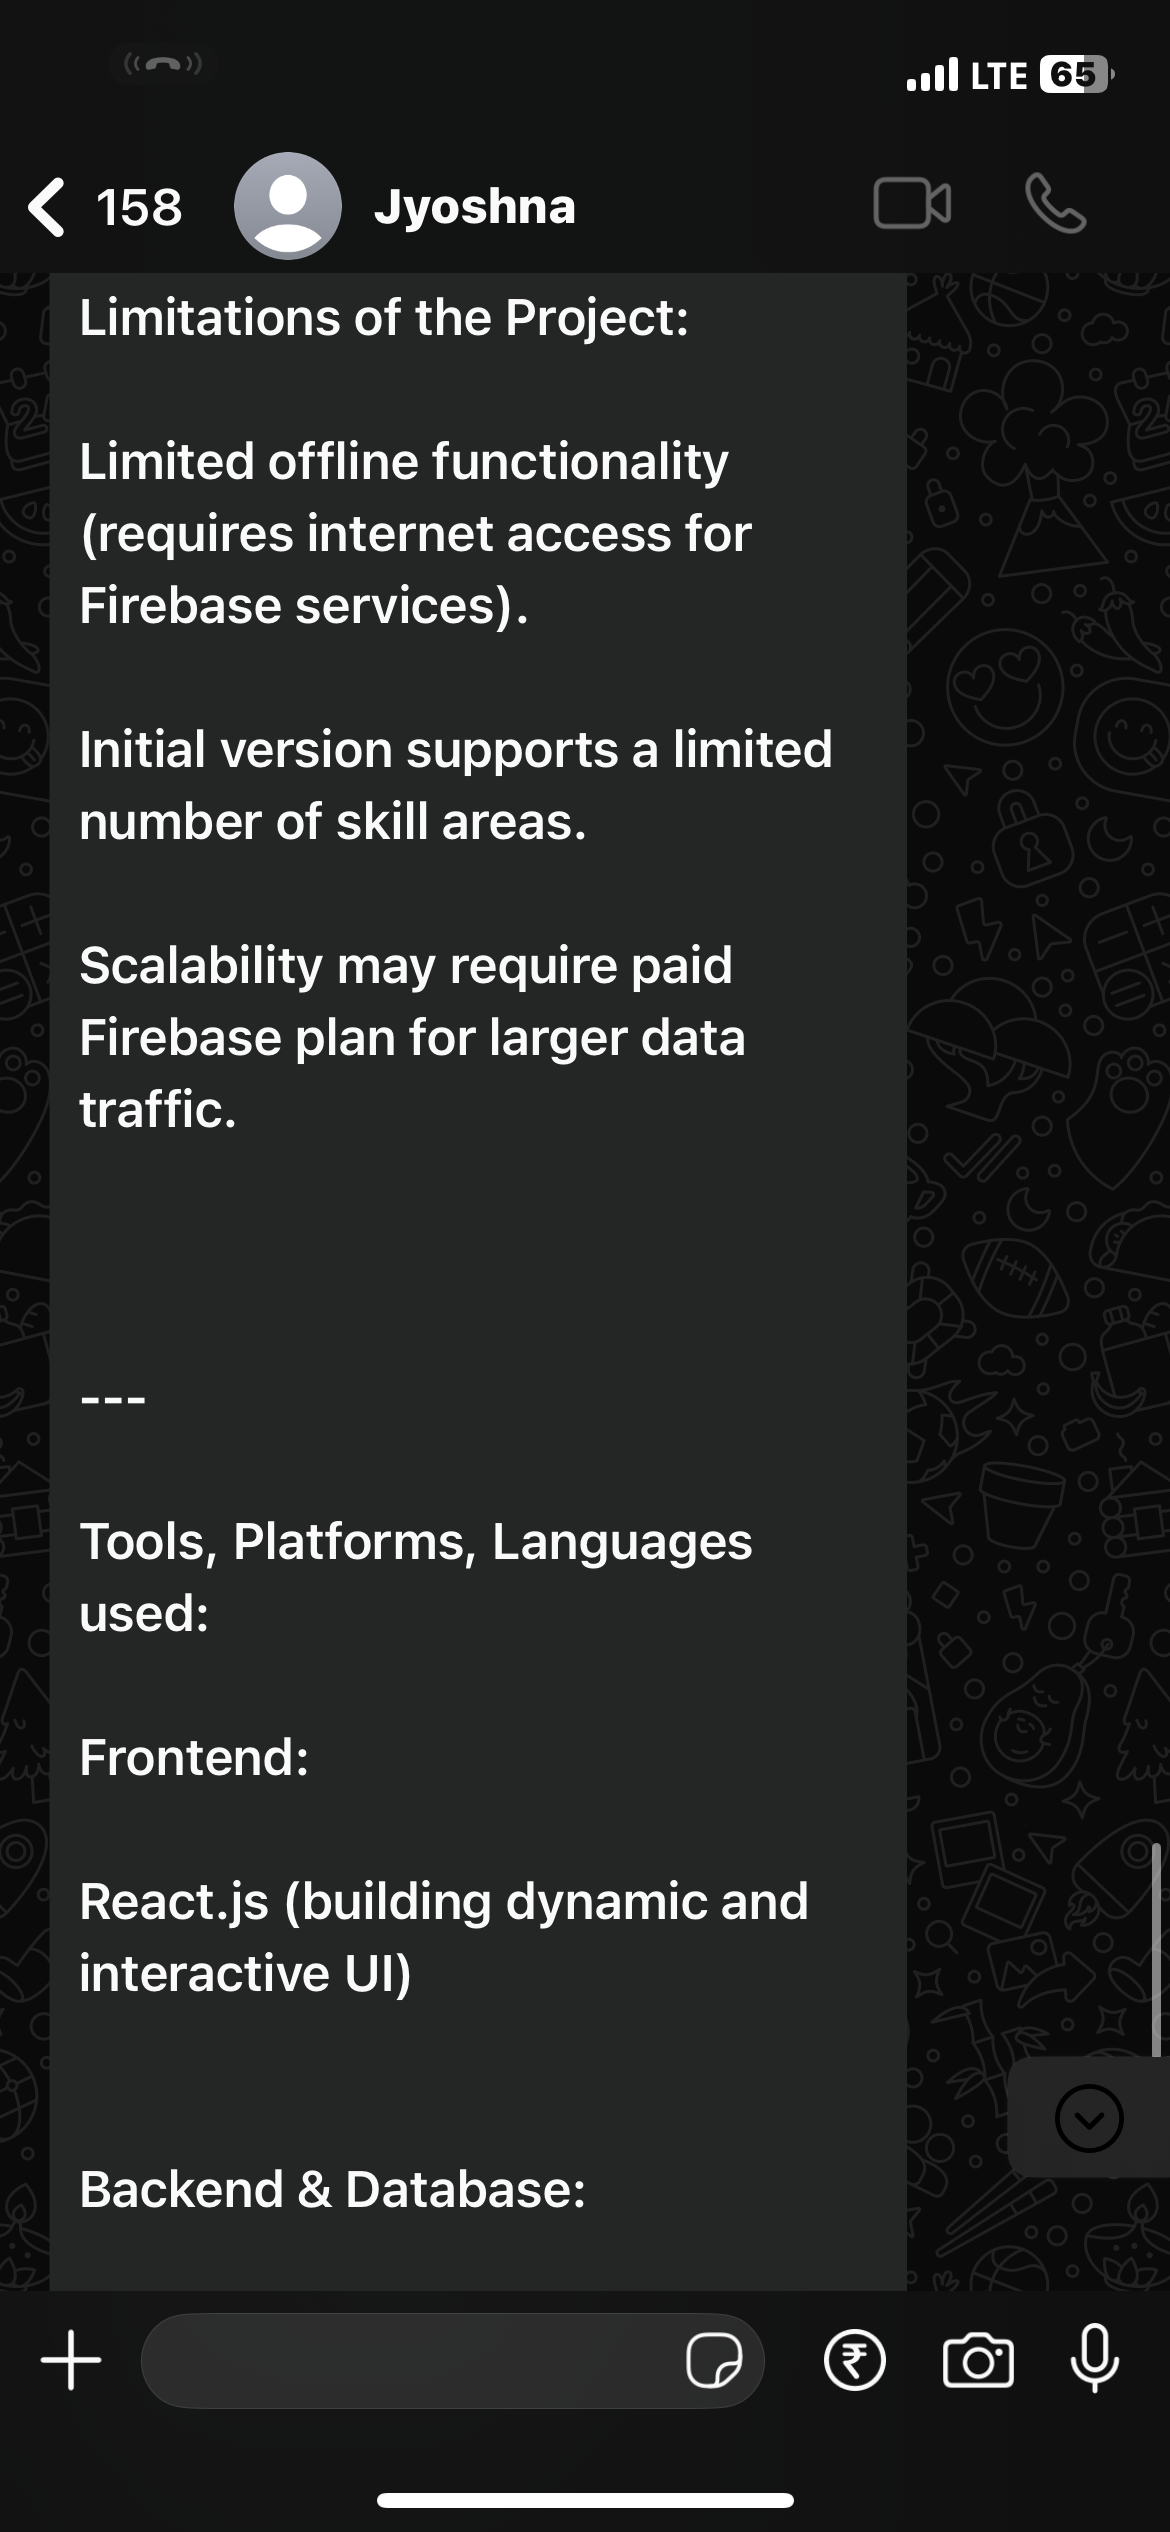 LTE 65
158 Jyoshna
Limitations of the Project:
Limited offline functionality
(requires internet access for
Firebase services).
Initial version supports a limited
number of skill areas.
Scalability may require paid
Firebase plan for larger data
traffic.
---
Tools, Platforms, Languages
used:
Frontend:
React.js (building dynamic and
interactive UI)
Backend & Database:
₹